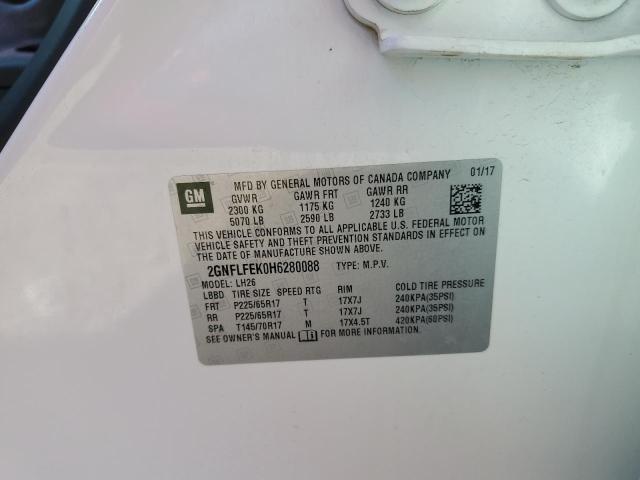 GM MFD BY GENERAL MOTORS OF CANADA COMPANY 01/17
GVWR GAWR FRT GAWR RR
2300 KG 1175 KG 1240 KG
5070 LB 2590 LB 2733 LB
THIS VEHICLE CONFORMS TO ALL APPLICABLE U.S. FEDERAL MOTOR
VEHICLE SAFETY AND THEFT PREVENTION STANDARDS IN EFFECT ON
THE DATE OF MANUFACTURE SHOWN ABOVE.
2GNFLFEK0H6280088 TYPE: M.P.V.
MODEL: LH26
LBBD TIRE SIZE SPEED RTG RIM COLD TIRE PRESSURE
FRT P225/65R17 T 17X7J 240KPA(35PSI)
RR P225/65R17 T 17X7J 240KPA(35PSI)
SPA T145/70R17 M 17X4.5T 420KPA(60PSI)
SEE OWNER'S MANUAL FOR MORE INFORMATION.